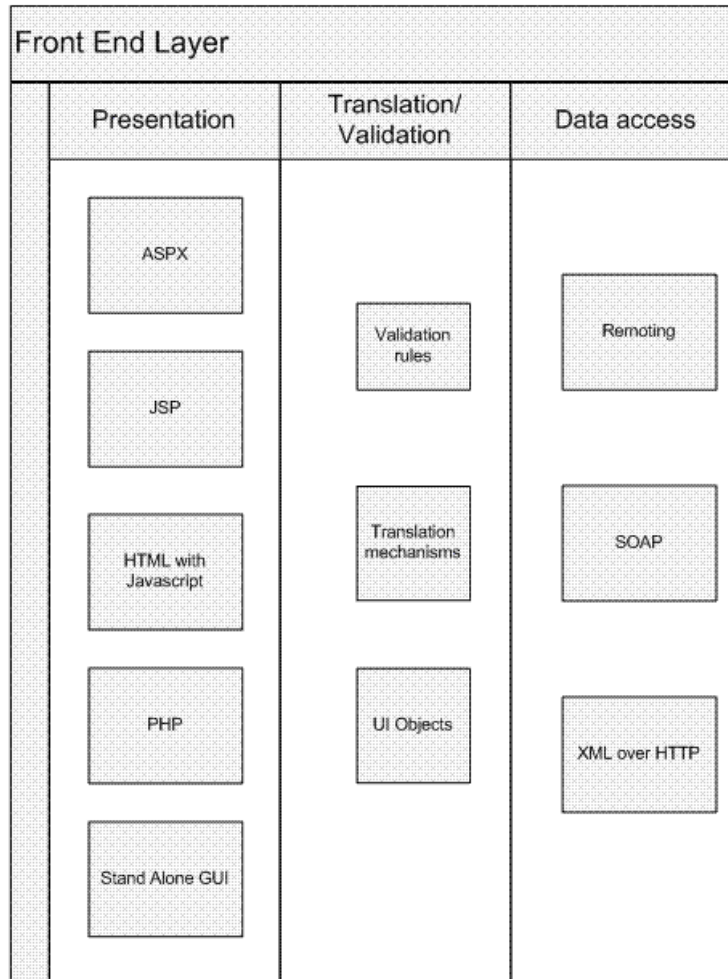 Front End Layer
Presentation
Translation/
Validation
Data access
ASPX
JSP
HTML with
Javascript
PHP
Stand Alone GUI
Validation
rules
Translation
mechanisms
UI Objects
Remoting
SOAP
XML over HTTP